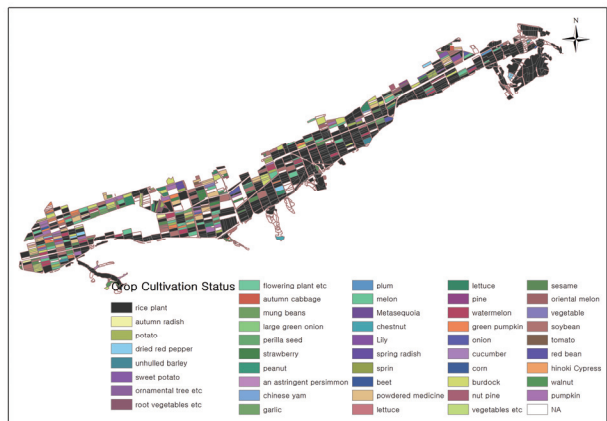 N
Crop Cultivation Status
rice plant
autumn radish
potato
dried red pepper
unhulled barley
sweet potato
ornamental tree etc
root vegetables etc
flowering plant etc
autumn cabbage
mung beans
large green onion
perilla seed
strawberry
peanut
an astringent persimmon
chinese yam
garlic
plum
melon
Metasequoia
chestnut
Lily
spring radish
sprin
beet
powdered medicine
lettuce
lettuce
pine
watermelon
green pumpkin
onion
cucumber
corn
burdock
nut pine
vegetables etc
sesame
oriental melon
vegetable
soybean
tomato
red bean
hinoki Cypress
walnut
pumpkin
NA